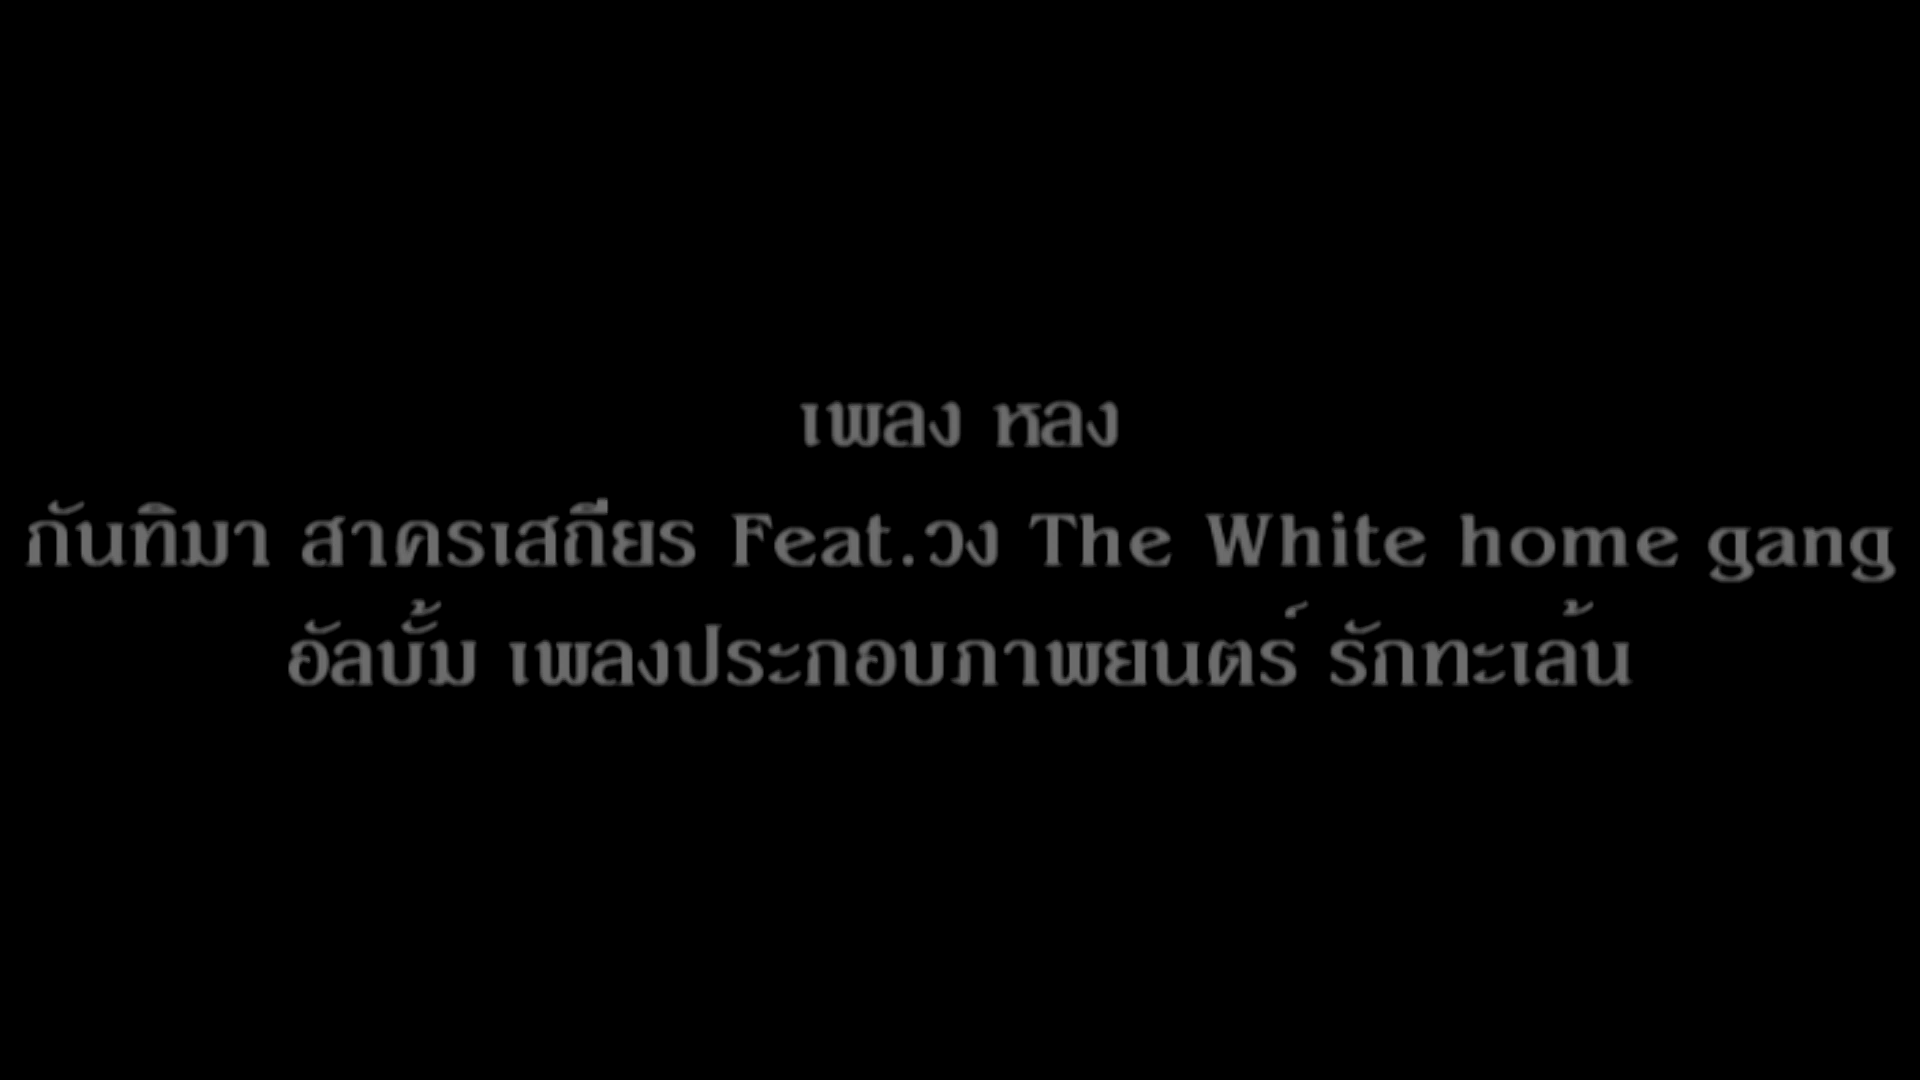 เพลง หลง
กันทิมา สาครเสถียร Feat.วง The White home gang
อัลบั้ม เพลงประกอบภาพยนตร์ รักทะเล้น